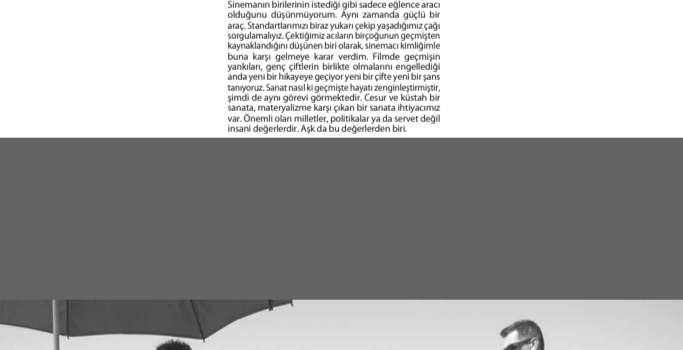 Sinemanın birilerinin istediği gibi sadece eğlence aracı
olduğunu düşünmüyorum. Aynı zamanda güçlü bir
araç. Standartlarımızı biraz yukarı çekip yaşadığımız çağı
sorgulamalıyız. Çektiğimiz acıların birçoğunun geçmişten
kaynaklandığını düşünen biri olarak, sinemacı kimliğimle
buna karşı gelmeye karar verdim. Filmde geçmişin
yankıları, genç çiftlerin birlikte olmalarını engellediği
anda yeni bir hikayeye geçiyor yeni bir çifte yeni bir şans
tanıyoruz. Sanat nasıl ki geçmişte hayatı zenginleştirmiştir,
şimdi de aynı görevi görmektedir. Cesur ve küstah bir
sanata, materyalizme karşı çıkan bir sanata ihtiyacımız
var. Önemli olan milletler, politikalar ya da servet değil
insani değerlerdir. Aşk da bu değerlerden biri.